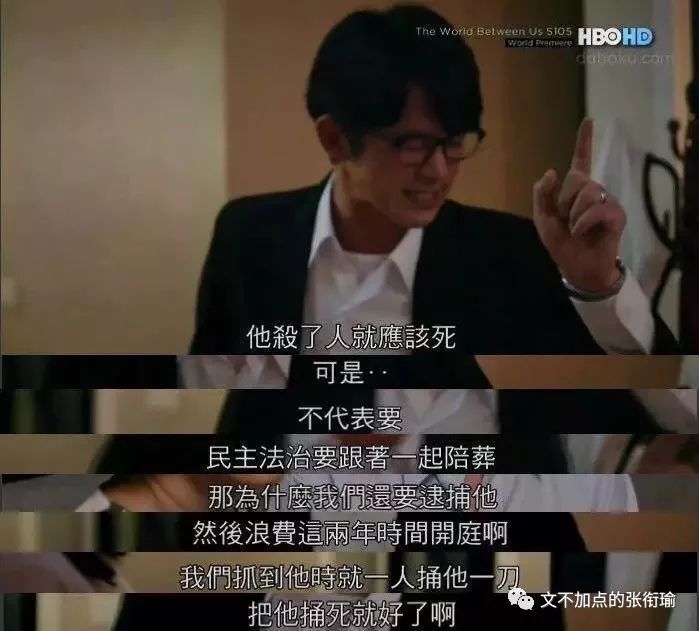 The World Between Us S105
HBO HD
World Premiere
duboku.com
他殺了人就應該死
可是‥
不代表要
民主法治要跟著一起陪葬
那為什麼我們還要逮捕他
然後浪費這兩年時間開庭啊
我們抓到他時就一人捅他一刀
把他捅死就好了啊
文不加点的张衔瑜